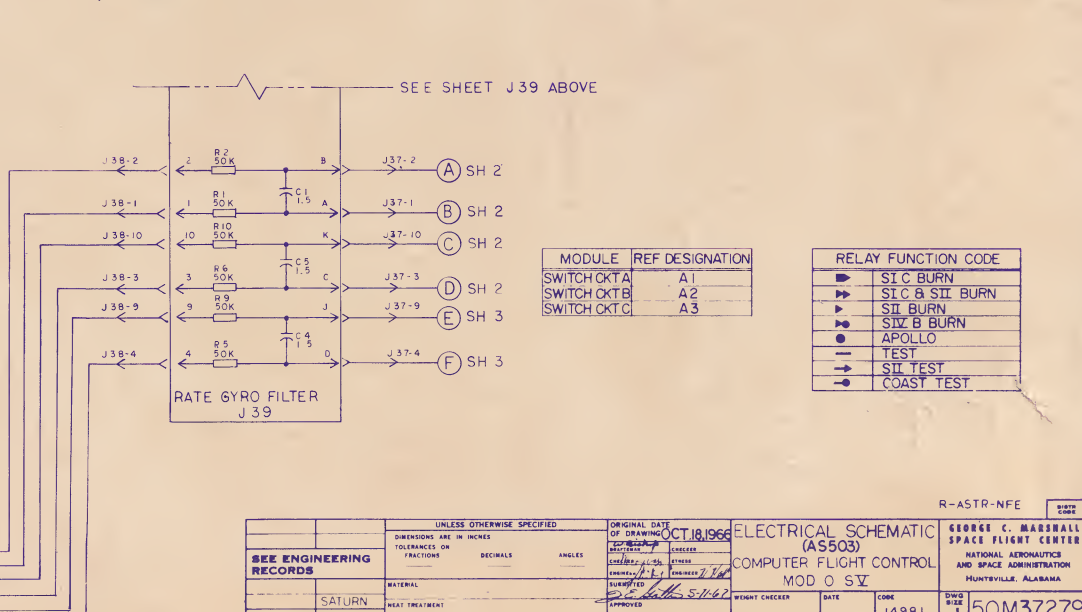 SEE SHEET J39 ABOVE
J38-2 2 R2 50K B J37-2 A SH 2
C1 1.5
J38-1 1 R1 50K A J37-1 B SH 2
J38-10 10 R10 50K K J37-10 C SH 2
C5 1.5
J38-3 3 R6 50K C J37-3 D SH 2
J38-9 9 R9 50K J J37-9 E SH 3
C4 1.5
J38-4 4 R5 50K D J37-4 F SH 3
RATE GYRO FILTER
J39
MODULE REF DESIGNATION
SWITCH CKT A A1
SWITCH CKT B A2
SWITCH CKT C A3
RELAY FUNCTION CODE
SIC BURN
SIC & SII BURN
SII BURN
SIV B BURN
APOLLO
TEST
SII TEST
COAST TEST
R-ASTR-NFE
SEE ENGINEERING
RECORDS
SATURN
UNLESS OTHERWISE SPECIFIED
DIMENSIONS ARE IN INCHES
TOLERANCES ON
FRACTIONS DECIMALS ANGLES
MATERIAL
HEAT TREATMENT
ORIGINAL DATE
OF DRAWING OCT.18,1966
DRAFTSMAN CHECKER
CHECKER STRESS
ENGINEER ENGINEER
SUBMITTED
5-11-67
APPROVED
ELECTRICAL SCHEMATIC
(AS503)
COMPUTER FLIGHT CONTROL
MOD O SV
WEIGHT CHECKER DATE CODE
14981
GEORGE C. MARSHALL
SPACE FLIGHT CENTER
NATIONAL AERONAUTICS
AND SPACE ADMINISTRATION
HUNTSVILLE, ALABAMA
DWG
SIZE
50M37276